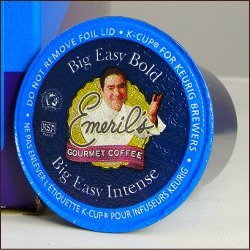 DO NOT REMOVE FOIL LID • K-CUP® FOR KEURIG BREWERS •
Big Easy Bold
Emeril's
GOURMET COFFEE
Big Easy Intense
NE PAS ENLEVER L'ÉTIQUETTE K-CUP® POUR INFUSEURS KEURIG